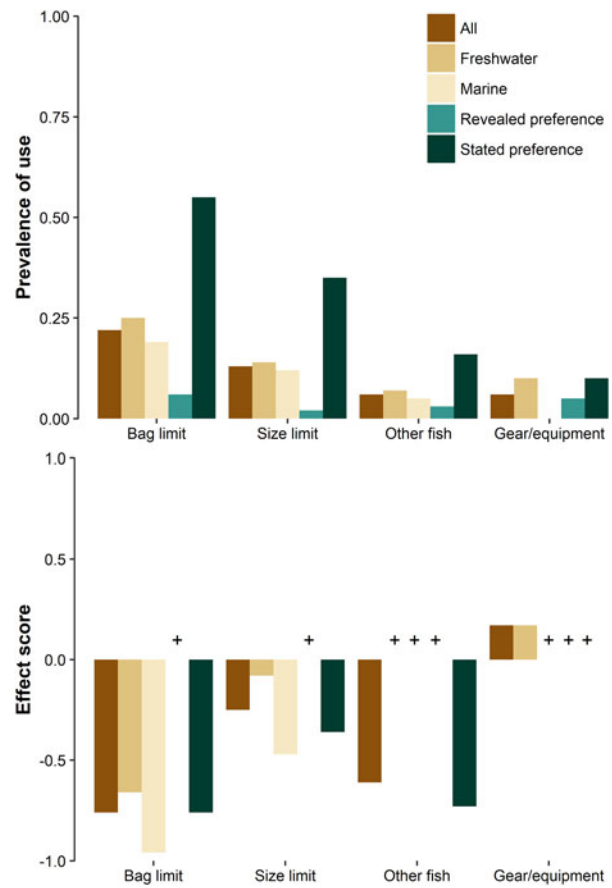 1.00
All
Freshwater
Marine
Revealed preference
Stated preference
0.75
0.50
0.25
0.00
Prevalence of use
Bag limit Size limit Other fish Gear/equipment
1.0
0.5
0.0
-0.5
-1.0
Effect score
+ + + + + + + +
Bag limit Size limit Other fish Gear/equipment